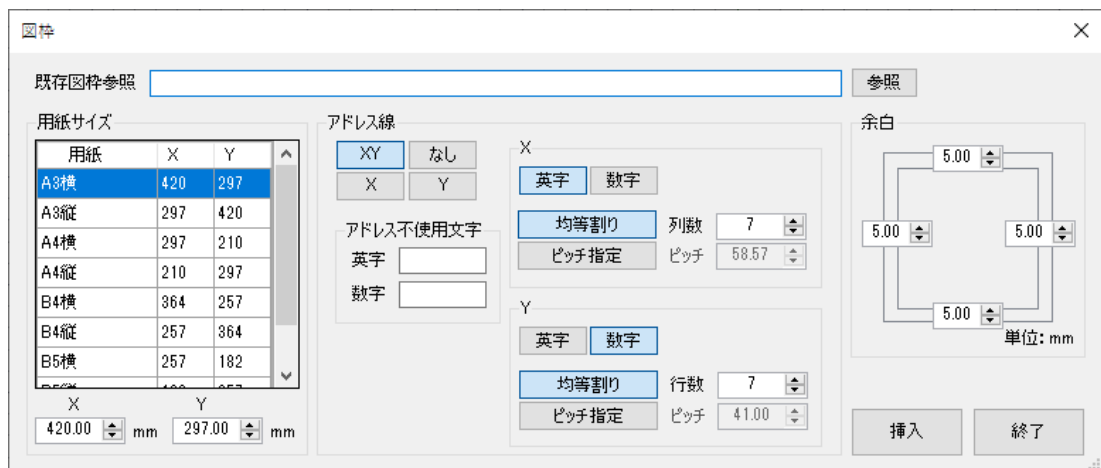 図枠
既存図枠参照 参照
用紙サイズ
用紙 X Y
A3横 420 297
A3縦 297 420
A4横 297 210
A4縦 210 297
B4横 364 257
B4縦 257 364
B5横 257 182
X Y
420.00 mm 297.00 mm
アドレス線
XY なし
X Y
アドレス不使用文字
英字
数字
X
英字 数字
均等割り 列数 7
ピッチ指定 ピッチ 58.57
Y
英字 数字
均等割り 行数 7
ピッチ指定 ピッチ 41.00
余白
5.00
5.00 5.00
5.00
単位: mm
挿入 終了